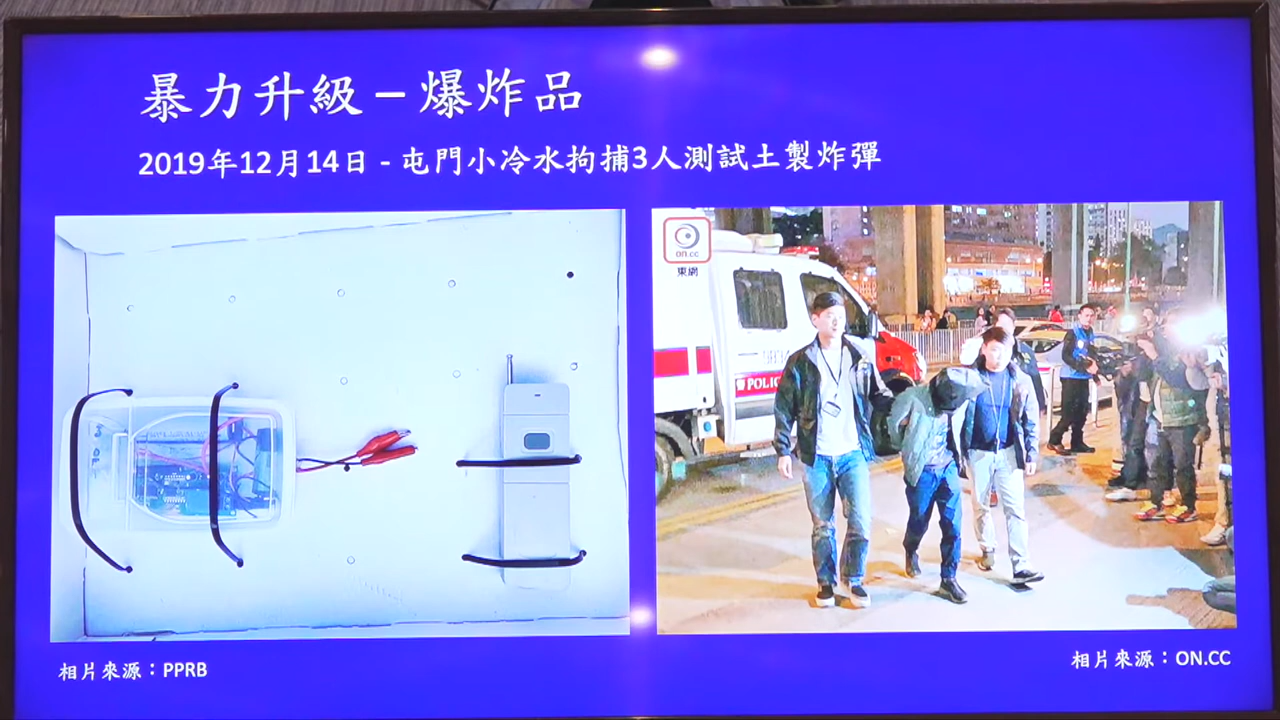 暴力升級 – 爆炸品
2019年12月14日 - 屯門小冷水拘捕3人測試土製炸彈
on.cc
東網
POLIC
相片來源：PPRB
相片來源：ON.CC